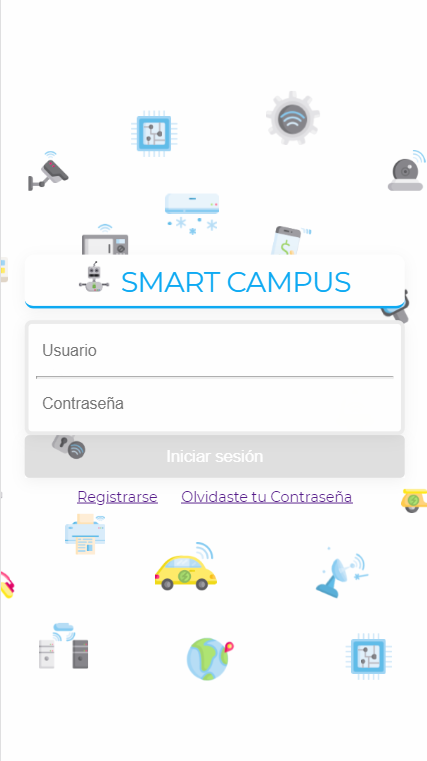 SMART CAMPUS
Usuario
Contraseña
Iniciar sesión
Registrarse Olvidaste tu Contraseña